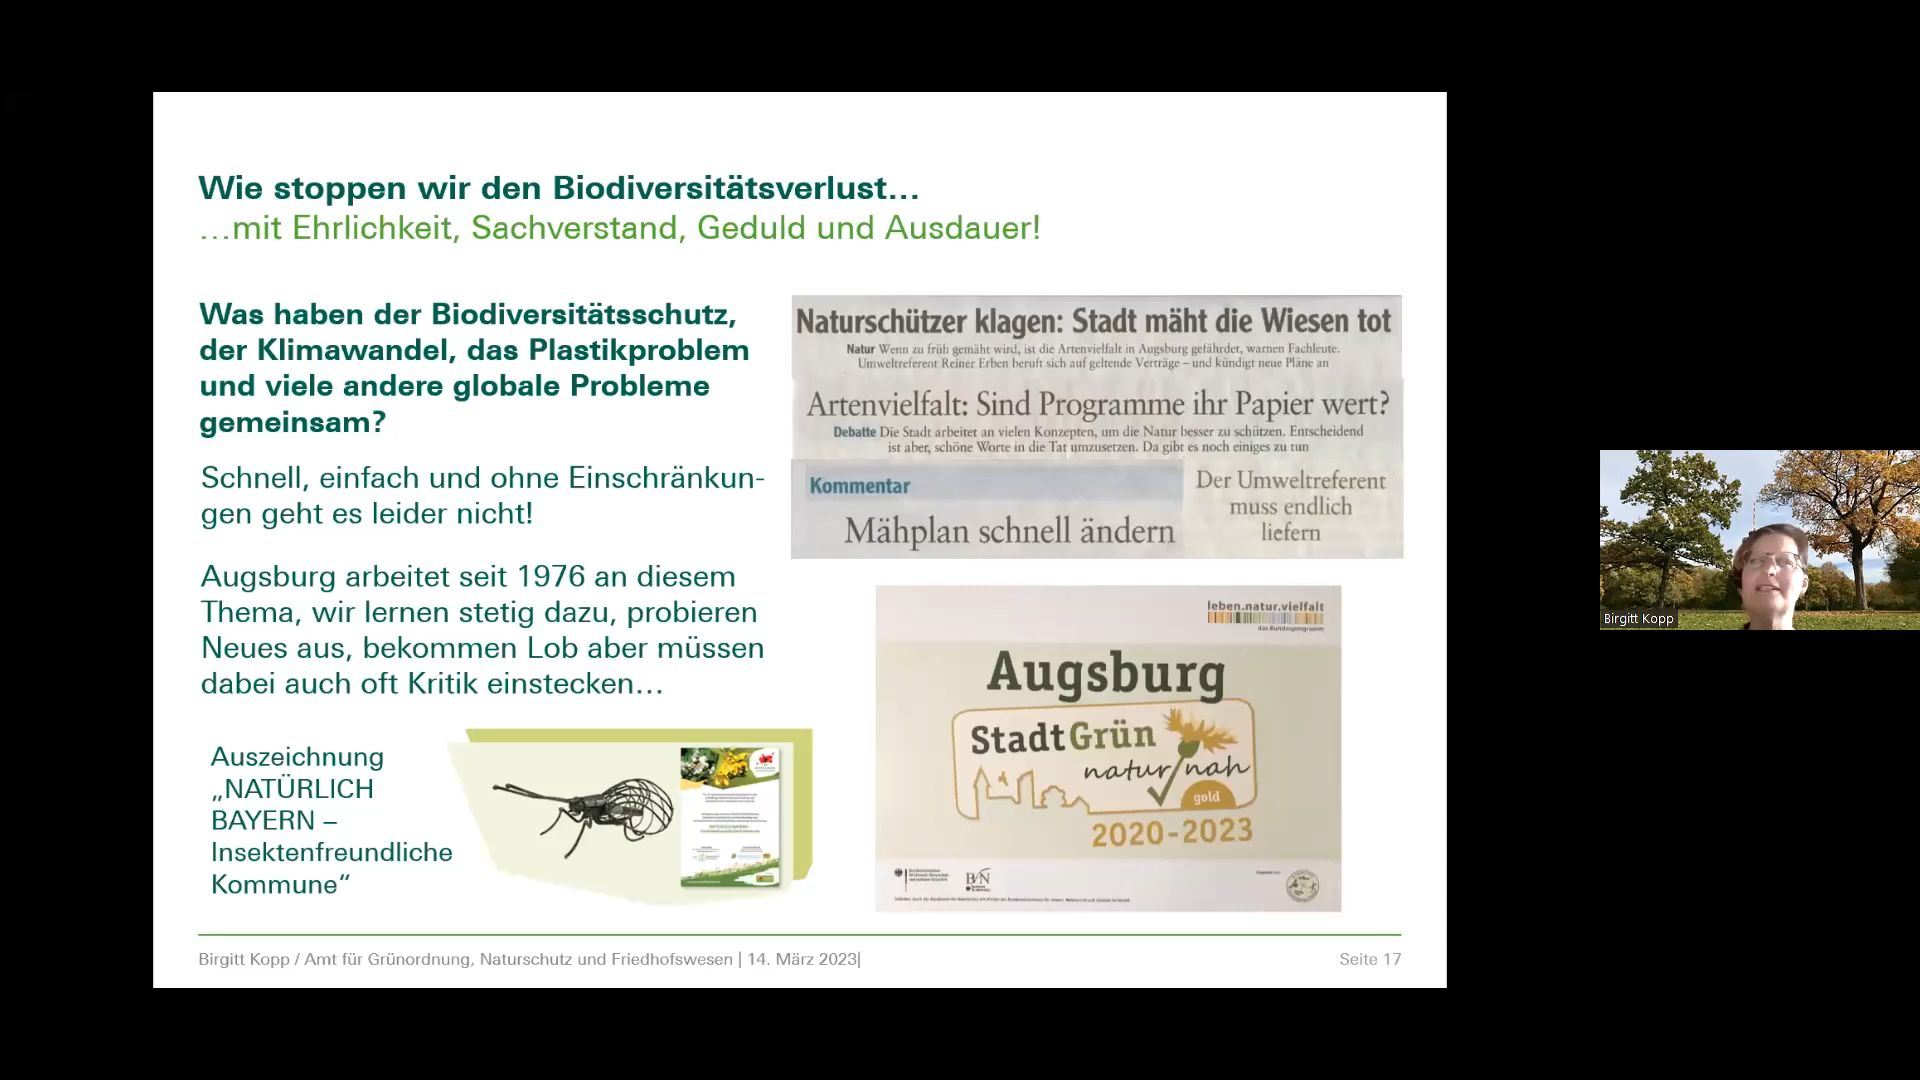 Wie stoppen wir den Biodiversitätsverlust…
…mit Ehrlichkeit, Sachverstand, Geduld und Ausdauer!
Was haben der Biodiversitätsschutz,
der Klimawandel, das Plastikproblem
und viele andere globale Probleme
gemeinsam?
Schnell, einfach und ohne Einschränkun-
gen geht es leider nicht!
Augsburg arbeitet seit 1976 an diesem
Thema, wir lernen stetig dazu, probieren
Neues aus, bekommen Lob aber müssen
dabei auch oft Kritik einstecken…
Auszeichnung
„NATÜRLICH
BAYERN –
Insektenfreundliche
Kommune“
Naturschützer klagen: Stadt mäht die Wiesen tot
Natur Wenn zu früh gemäht wird, ist die Artenvielfalt in Augsburg gefährdet, warnen Fachleute.
Umweltreferent Reiner Erben beruft sich auf geltende Verträge – und kündigt neue Pläne an
Artenvielfalt: Sind Programme ihr Papier wert?
Debatte Die Stadt arbeitet an vielen Konzepten, um die Natur besser zu schützen. Entscheidend
ist aber, schöne Worte in die Tat umzusetzen. Da gibt es noch einiges zu tun
Kommentar
Mähplan schnell ändern
Der Umweltreferent
muss endlich
liefern
leben.natur.vielfalt
das Bundesprogramm
Augsburg
StadtGrün
naturnah
gold
2020-2023
BfN
Birgitt Kopp / Amt für Grünordnung, Naturschutz und Friedhofswesen | 14. März 2023|
Seite 17
Birgitt Kopp